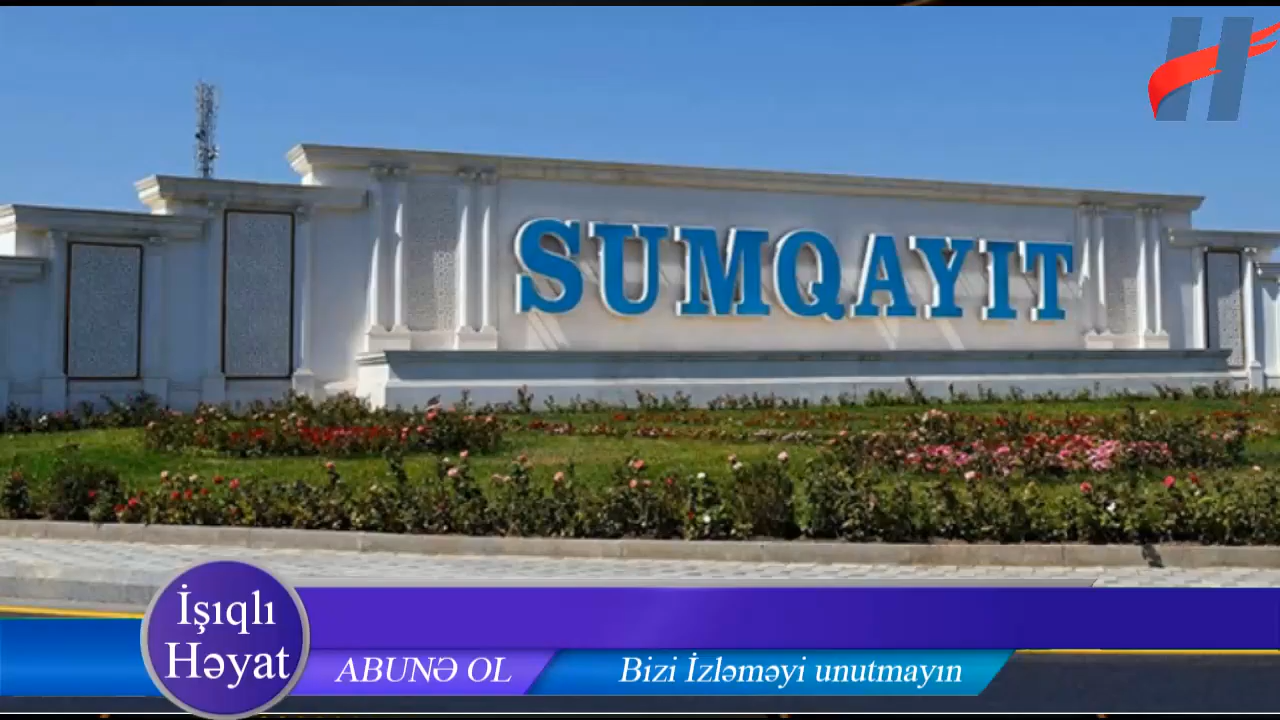 H
SUMQAYIT
İşıqlı
Həyat
ABUNƏ OL
Bizi İzləməyi unutmayın